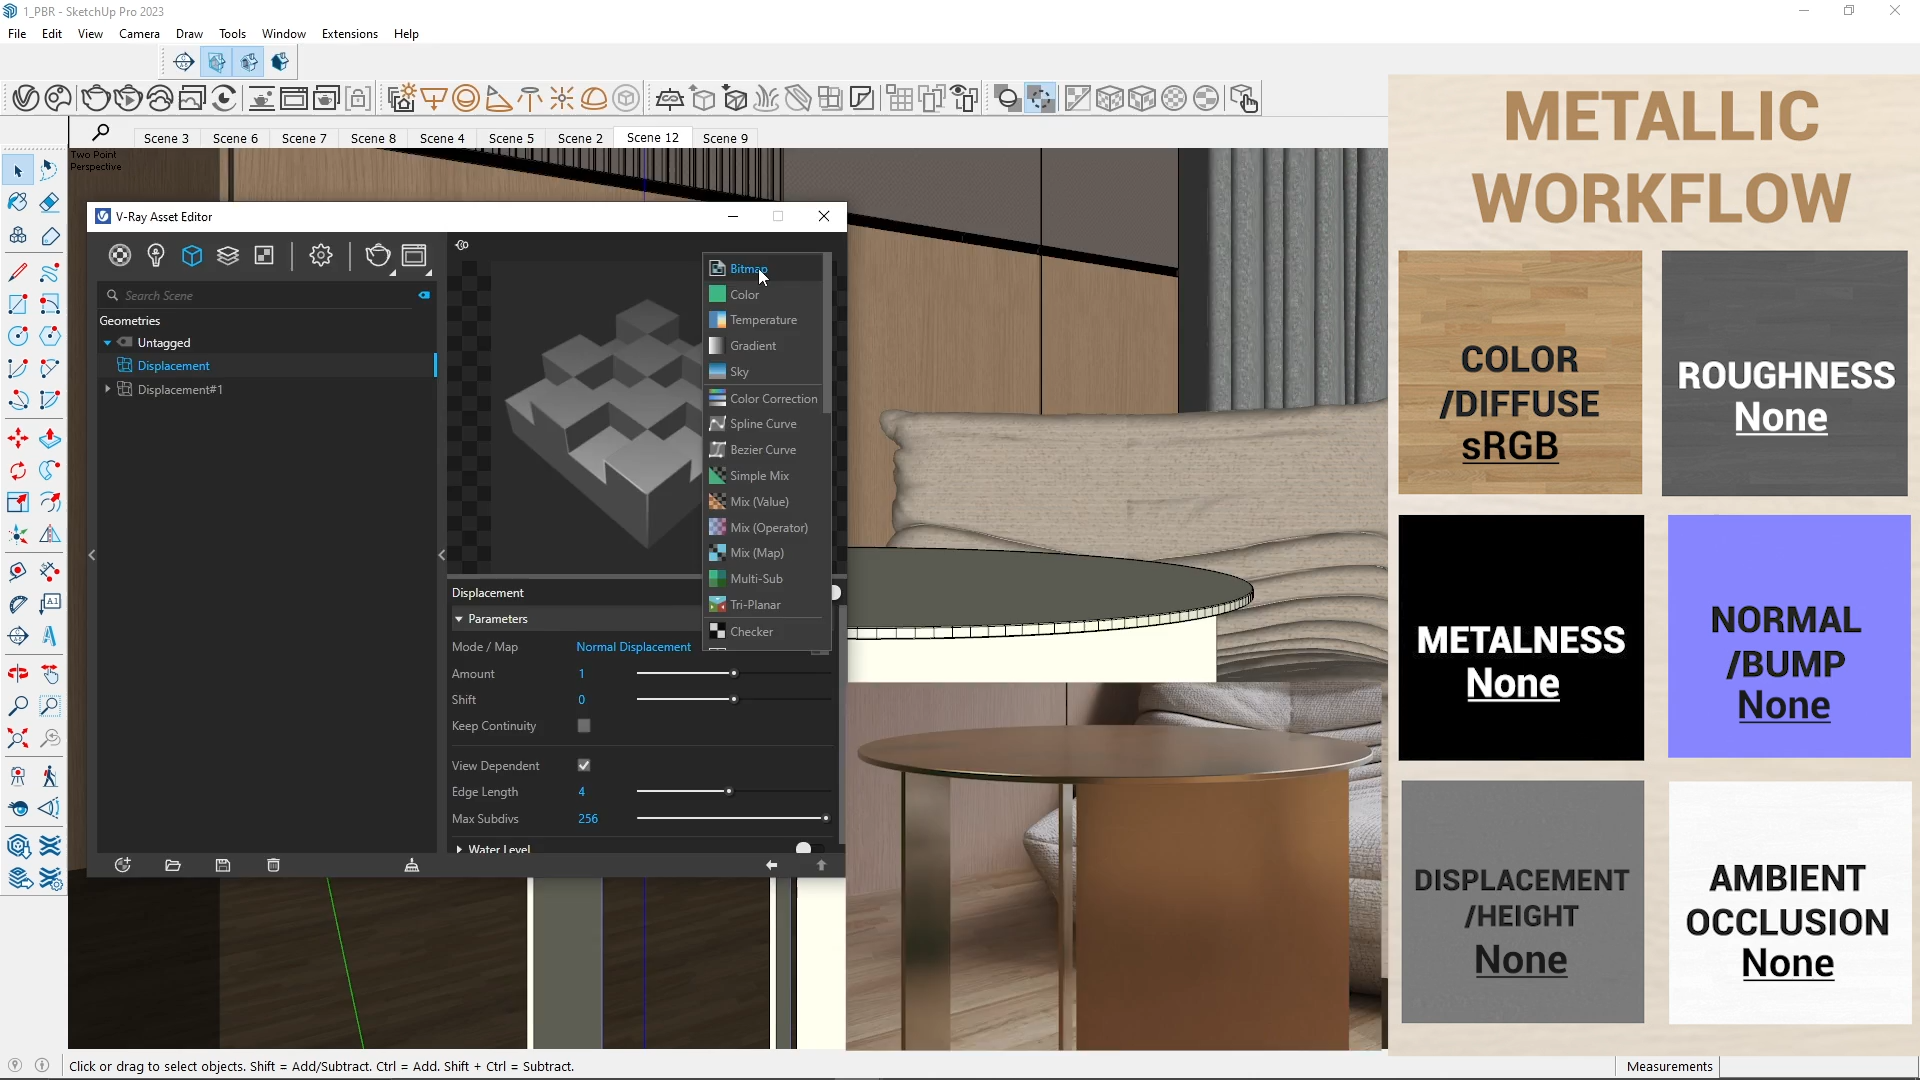 1_PBR - SketchUp Pro 2023
File Edit View Camera Draw Tools Window Extensions Help
Scene 3 Scene 6 Scene 7 Scene 8 Scene 4 Scene 5 Scene 2 Scene 12 Scene 9
Two Point
Perspective
V-Ray Asset Editor
Search Scene
Geometries
Untagged
Displacement
Displacement#1
Bitmap
Color
Temperature
Gradient
Sky
Color Correction
Spline Curve
Bezier Curve
Simple Mix
Mix (Value)
Mix (Operator)
Mix (Map)
Multi-Sub
Tri-Planar
Checker
Displacement
Parameters
Mode / Map Normal Displacement
Amount 1
Shift 0
Keep Continuity
View Dependent
Edge Length 4
Max Subdivs 256
Water Level
METALLIC
WORKFLOW
COLOR
/DIFFUSE
sRGB
ROUGHNESS
None
METALNESS
None
NORMAL
/BUMP
None
DISPLACEMENT
/HEIGHT
None
AMBIENT
OCCLUSION
None
Click or drag to select objects. Shift = Add/Subtract. Ctrl = Add. Shift + Ctrl = Subtract.
Measurements